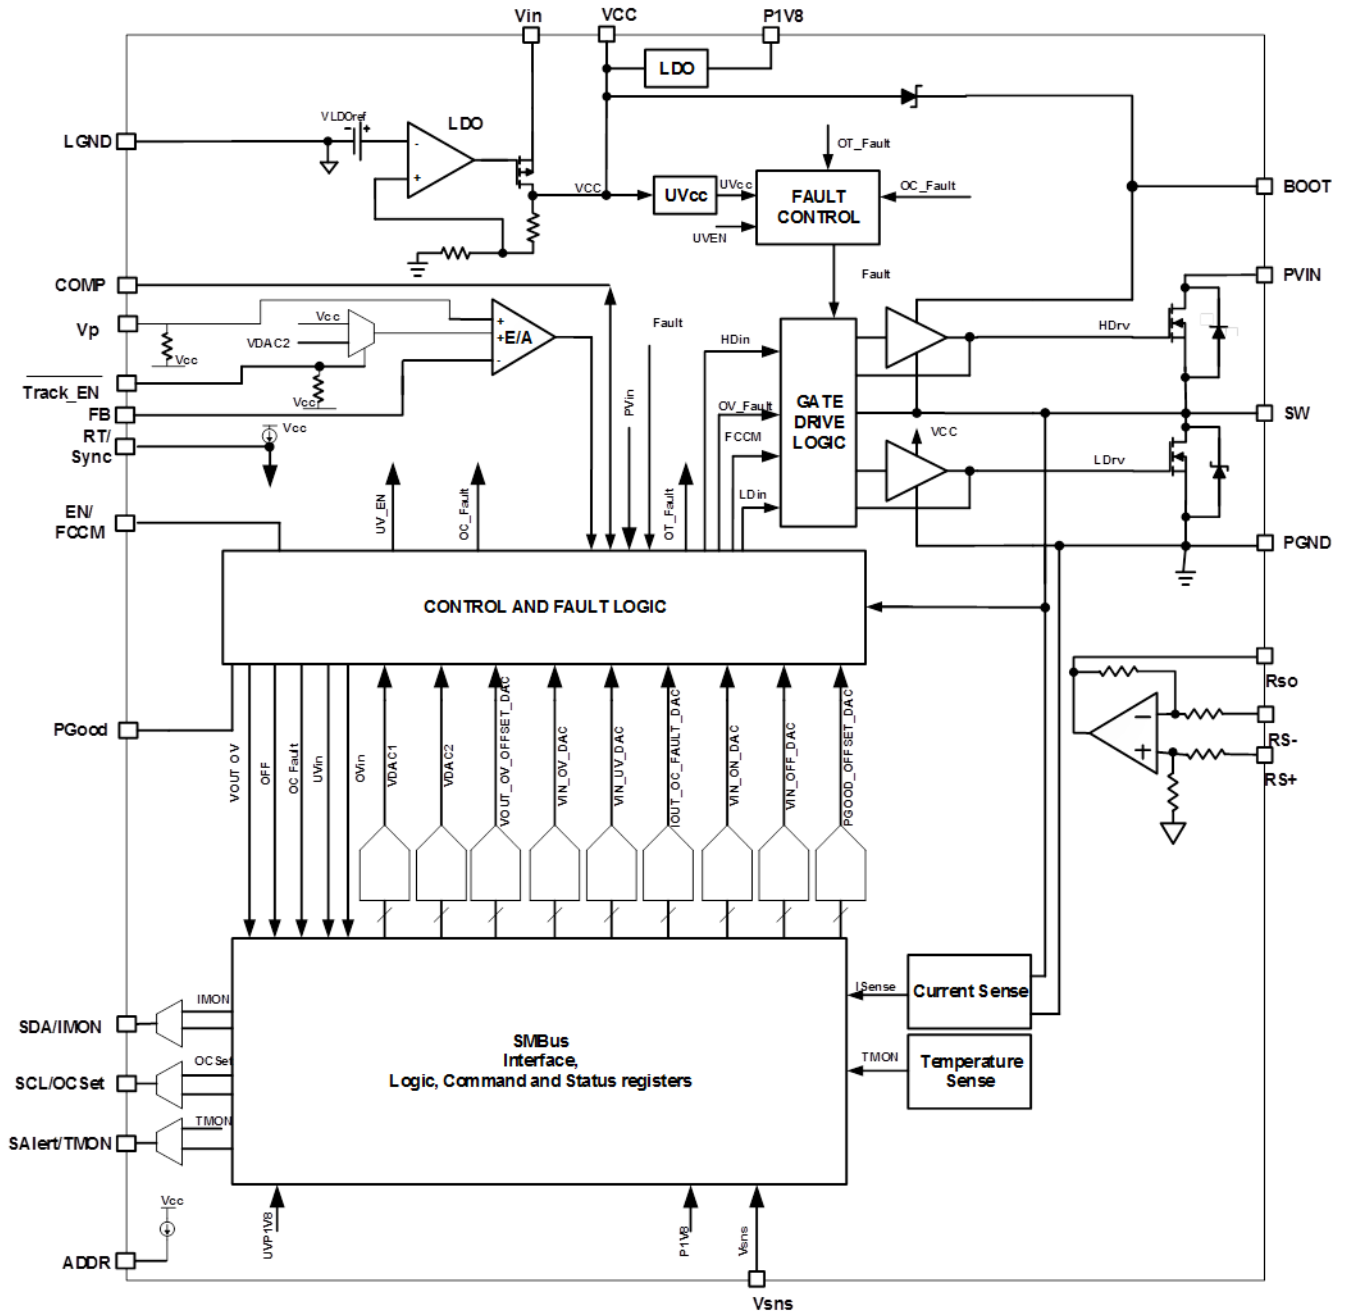 Vin
VCC
P1V8
LDO
LGND
VLDOref
- +
LDO
-
+
VCC
UVcc
UVcc
OT_Fault
FAULT
CONTROL
OC_Fault
UVEN
Fault
BOOT
PVIN
COMP
Vp
Vcc
Vcc
VDAC2
+
+E/A
-
Track_EN
Vcc
FB
RT/
Sync
Vcc
EN/
FCCM
Fault
PVin
HDin
OV_Fault
FCCM
LDin
GATE
DRIVE
LOGIC
HDrv
VCC
LDrv
SW
PGND
UV_EN
OC_Fault
OT_Fault
CONTROL AND FAULT LOGIC
PGood
VOUT OV
OFF
OC Fault
UVin
OVin
VDAC1
VDAC2
VOUT_OV_OFFSET_DAC
VIN_OV_DAC
VIN_UV_DAC
IOUT_OC_FAULT_DAC
VIN_ON_DAC
VIN_OFF_DAC
PGOOD_OFFSET_DAC
Rso
RS-
RS+
−
+
SDA/IMON
IMON
SCL/OCSet
OCSet
SAlert/TMON
TMON
SMBus
Interface,
Logic, Command and Status registers
ISense
Current Sense
TMON
Temperature
Sense
Vcc
ADDR
UVP1V8
P1V8
Vsns
Vsns